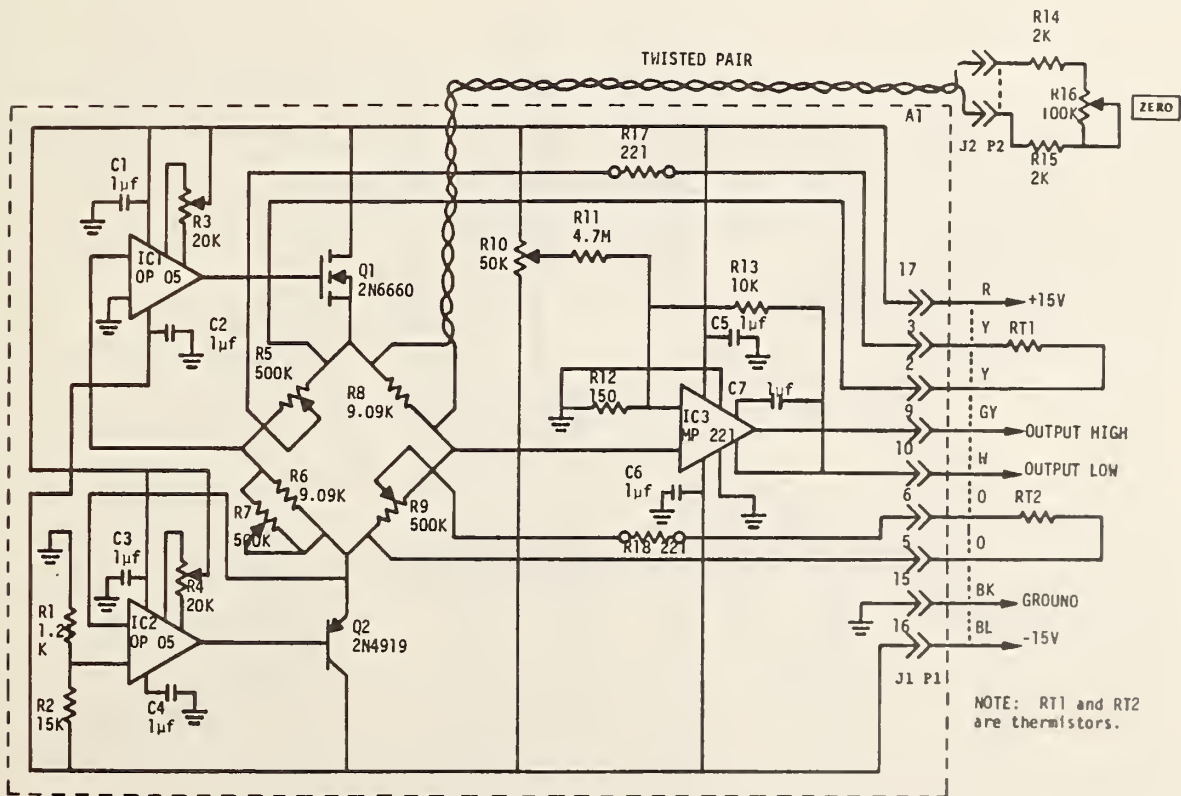 R14
2K
TWISTED PAIR
R16
100K
ZERO
A1
J2 P2
R15
2K
R17
221
C1
1µf
R3
20K
IC1
OP 05
Q1
2N6660
R10
50K
R11
4.7M
R13
10K
17
R
+15V
C2
1µf
C5 1µf
3
Y
RT1
R5
500K
2
Y
R8
9.09K
R12
150
C7
1µf
9
GY
OUTPUT HIGH
IC3
MP 221
10
W
OUTPUT LOW
R6
9.09K
R9
500K
C6
1µf
6
O
RT2
R7
500K
R18 221
5
O
C3
1µf
R4
20K
15
BK
GROUND
R1
1.2
K
IC2
OP 05
Q2
2N4919
16
BL
-15V
J1 P1
R2
15K
C4
1µf
NOTE: RT1 and RT2
are thermistors.